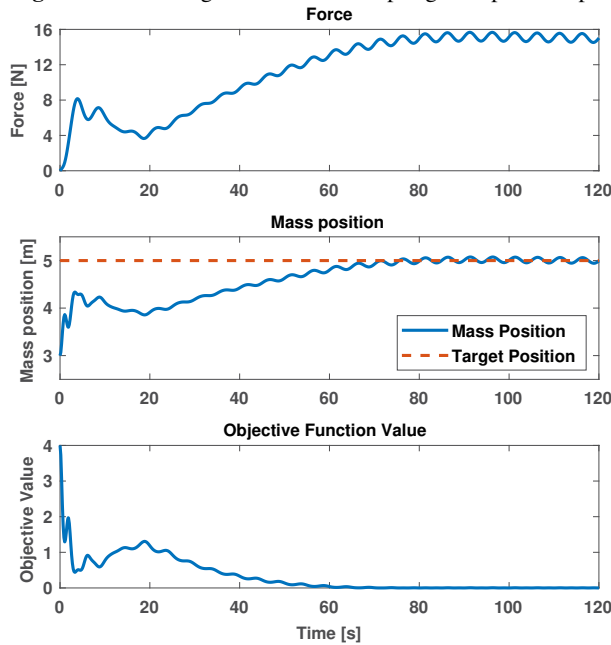 Force
16
12
8
4
0
Force [N]
0 20 40 60 80 100 120
Mass position
5
4
3
Mass position [m]
Mass Position
Target Position
0 20 40 60 80 100 120
Objective Function Value
4
3
2
1
0
Objective Value
0 20 40 60 80 100 120
Time [s]